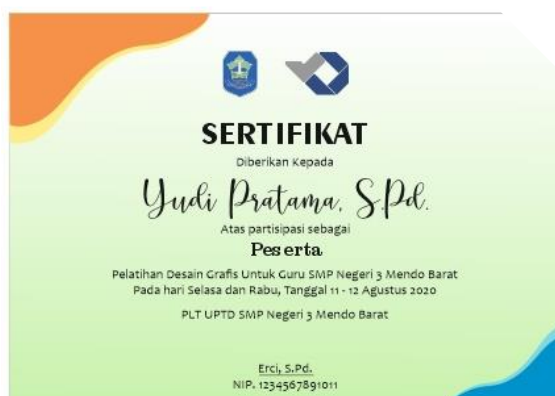 SERTIFIKAT
Diberikan Kepada
Yudi Pratama, S.Pd.
Atas partisipasi sebagai
Peserta
Pelatihan Desain Grafis Untuk Guru SMP Negeri 3 Mendo Barat
Pada hari Selasa dan Rabu, Tanggal 11 - 12 Agustus 2020
PLT UPTD SMP Negeri 3 Mendo Barat
Erci, S.Pd.
NIP. 1234567891011